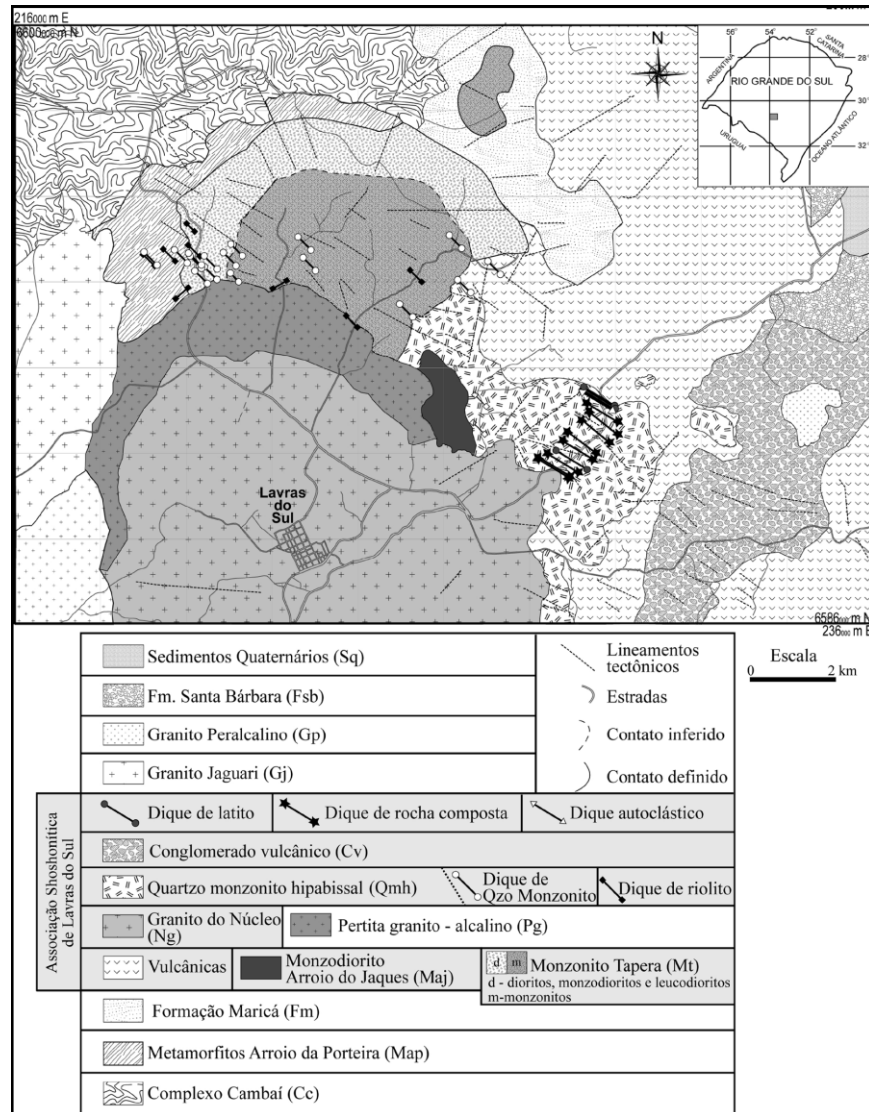 216000 m E
6600000 m N
N
56°
54°
52°
SANTA
CATARINA
28°
ARGENTINA
RIO GRANDE DO SUL
30°
URUGUAI
OCEANO ATLÂNTICO
32°
Lavras
do
Sul
6586000 m N
236000 m E
Sedimentos Quaternários (Sq)
Fm. Santa Bárbara (Fsb)
Granito Peralcalino (Gp)
Granito Jaguari (Gj)
Lineamentos
tectônicos
Estradas
Contato inferido
Contato definido
Escala
0 2 km
Associação Shoshonítica
de Lavras do Sul
Dique de latito
Dique de rocha composta
Dique autoclástico
Conglomerado vulcânico (Cv)
Quartzo monzonito hipabissal (Qmh)
Dique de
Qzo Monzonito
Dique de riolito
Granito do Núcleo
(Ng)
Pertita granito - alcalino (Pg)
Vulcânicas
Monzodiorito
Arroio do Jaques (Maj)
d m Monzonito Tapera (Mt)
d - dioritos, monzodioritos e leucodioritos
m-monzonitos
Formação Maricá (Fm)
Metamorfitos Arroio da Porteira (Map)
Complexo Cambaí (Cc)